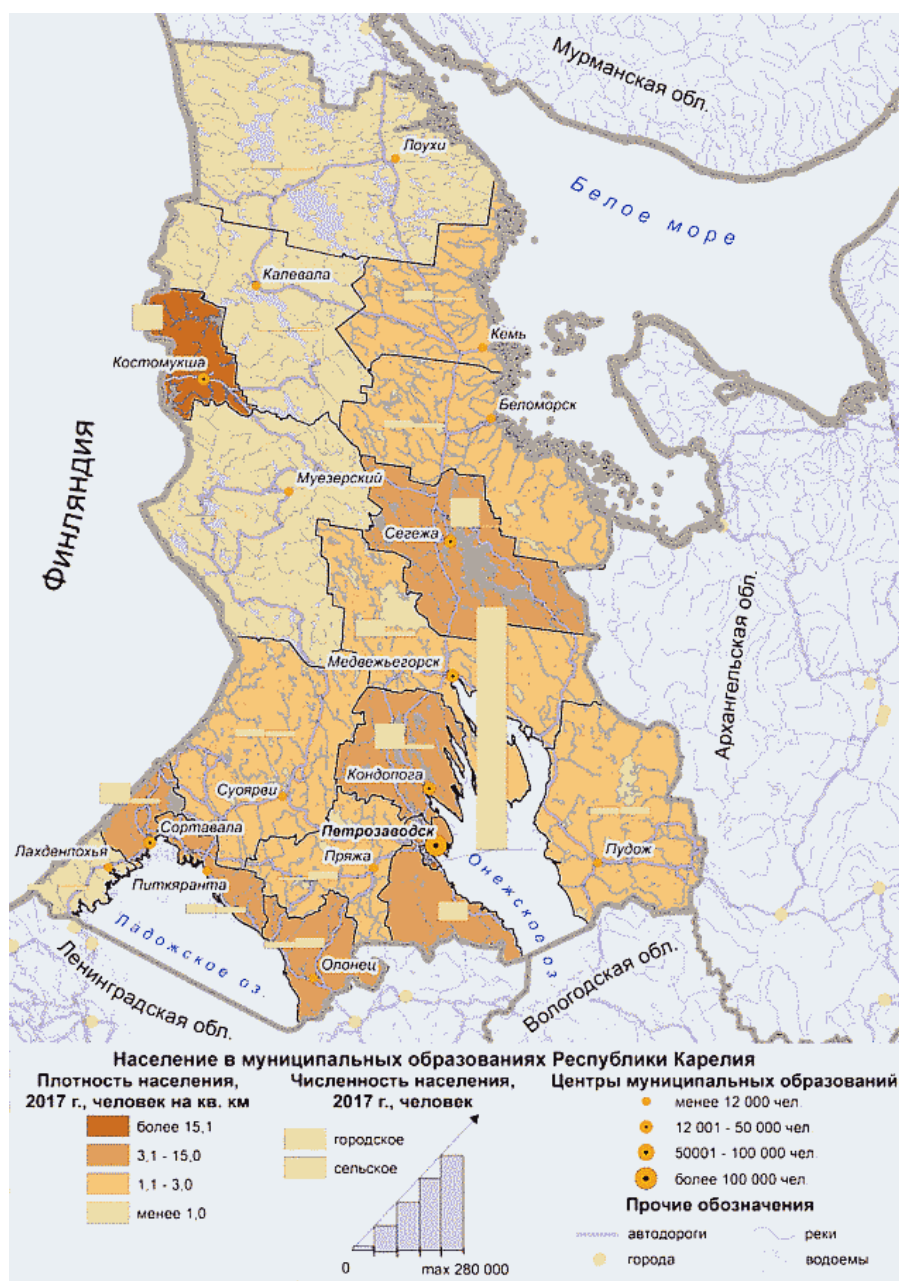 Мурманская обл.
Лоухи
Белое море
Калевала
Кемь
Костомукша
Беломорск
Финляндия
Муезерский
Сегежа
Архангельская обл.
Медвежьегорск
Кондопога
Суоярви
Петрозаводск
Сортавала
Лахденпохья
Пряжа
Пудож
Питкяранта
Онежское оз.
Ладожское оз.
Олонец
Ленинградская обл.
Вологодская обл.
Население в муниципальных образованиях Республики Карелия
Плотность населения,
2017 г., человек на кв. км
более 15,1
3,1 - 15,0
1,1 - 3,0
менее 1,0
Численность населения,
2017 г., человек
городское
сельское
0
max 280 000
Центры муниципальных образований
менее 12 000 чел.
12 001 - 50 000 чел.
50001 - 100 000 чел.
более 100 000 чел.
Прочие обозначения
автодороги
реки
города
водоемы